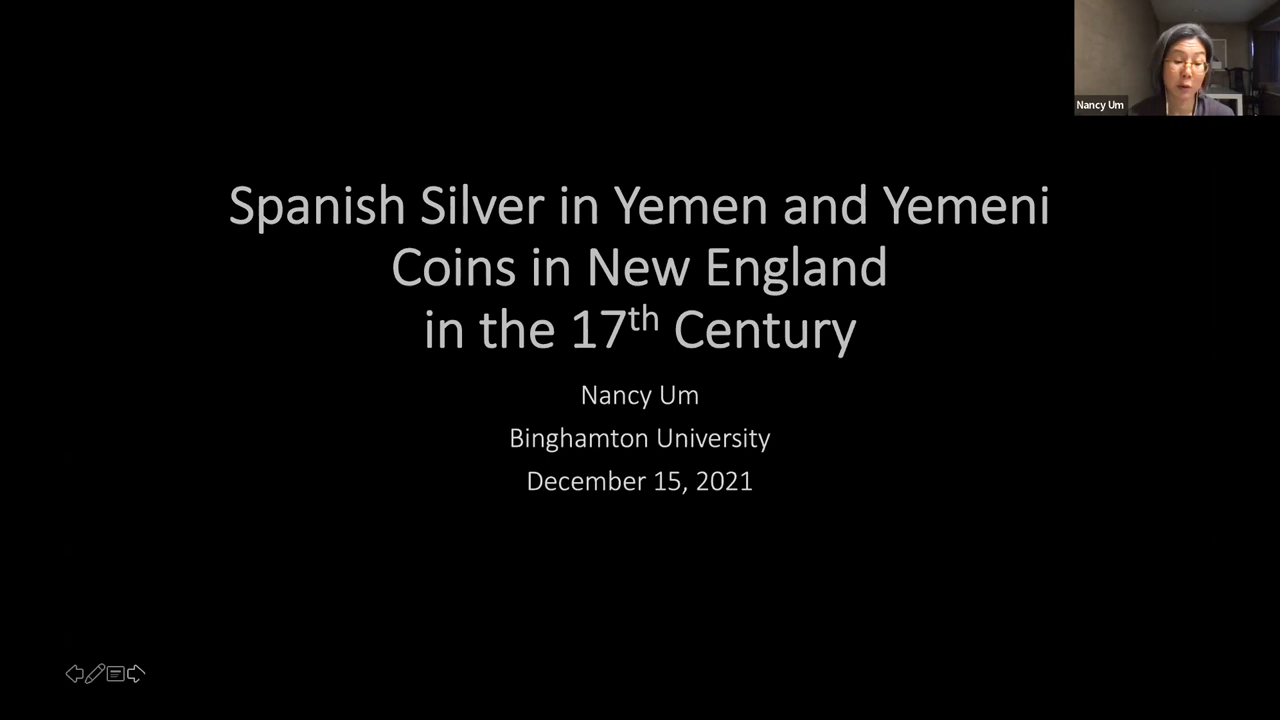 Nancy Um
Spanish Silver in Yemen and Yemeni
Coins in New England
in the 17th Century
Nancy Um
Binghamton University
December 15, 2021